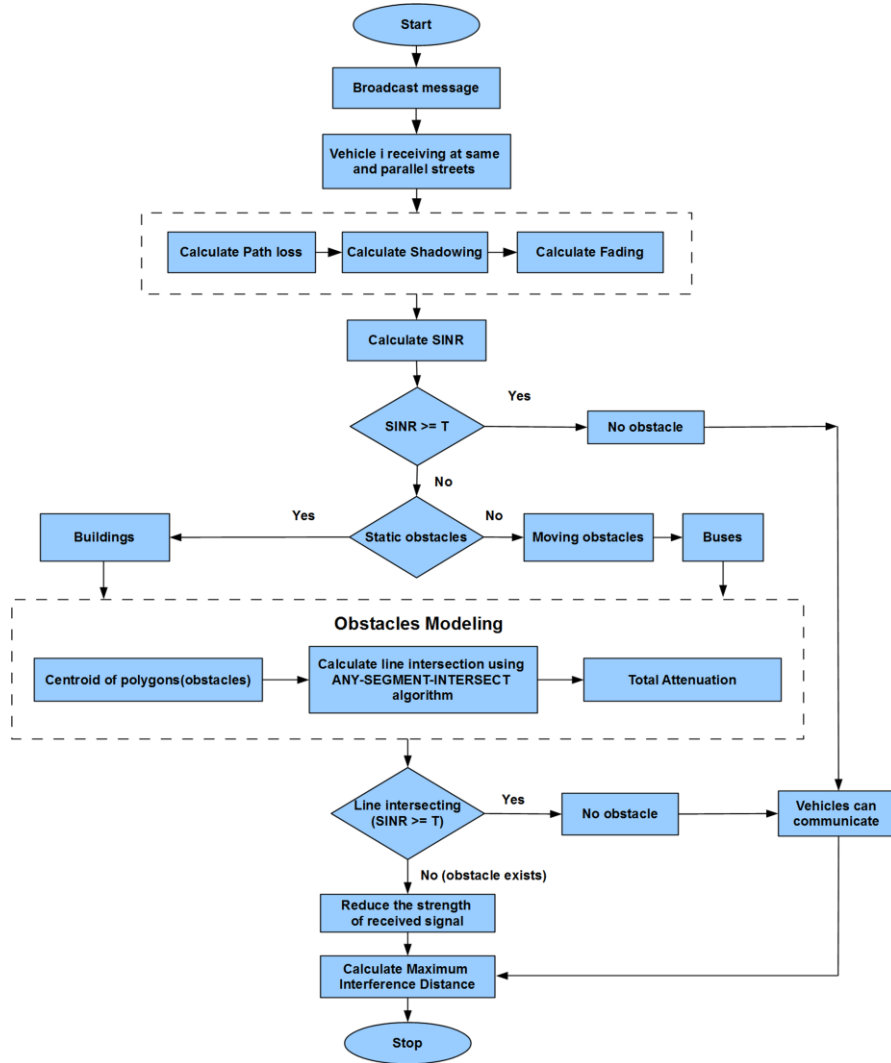 Start
Broadcast message
Vehicle i receiving at same
and parallel streets
Calculate Path loss
Calculate Shadowing
Calculate Fading
Calculate SINR
SINR >= T
Yes
No obstacle
No
Static obstacles
Yes
Buildings
No
Moving obstacles
Buses
Obstacles Modeling
Centroid of polygons(obstacles)
Calculate line intersection using
ANY-SEGMENT-INTERSECT
algorithm
Total Attenuation
Line intersecting
(SINR >= T)
Yes
No obstacle
Vehicles can
communicate
No (obstacle exists)
Reduce the strength
of received signal
Calculate Maximum
Interference Distance
Stop